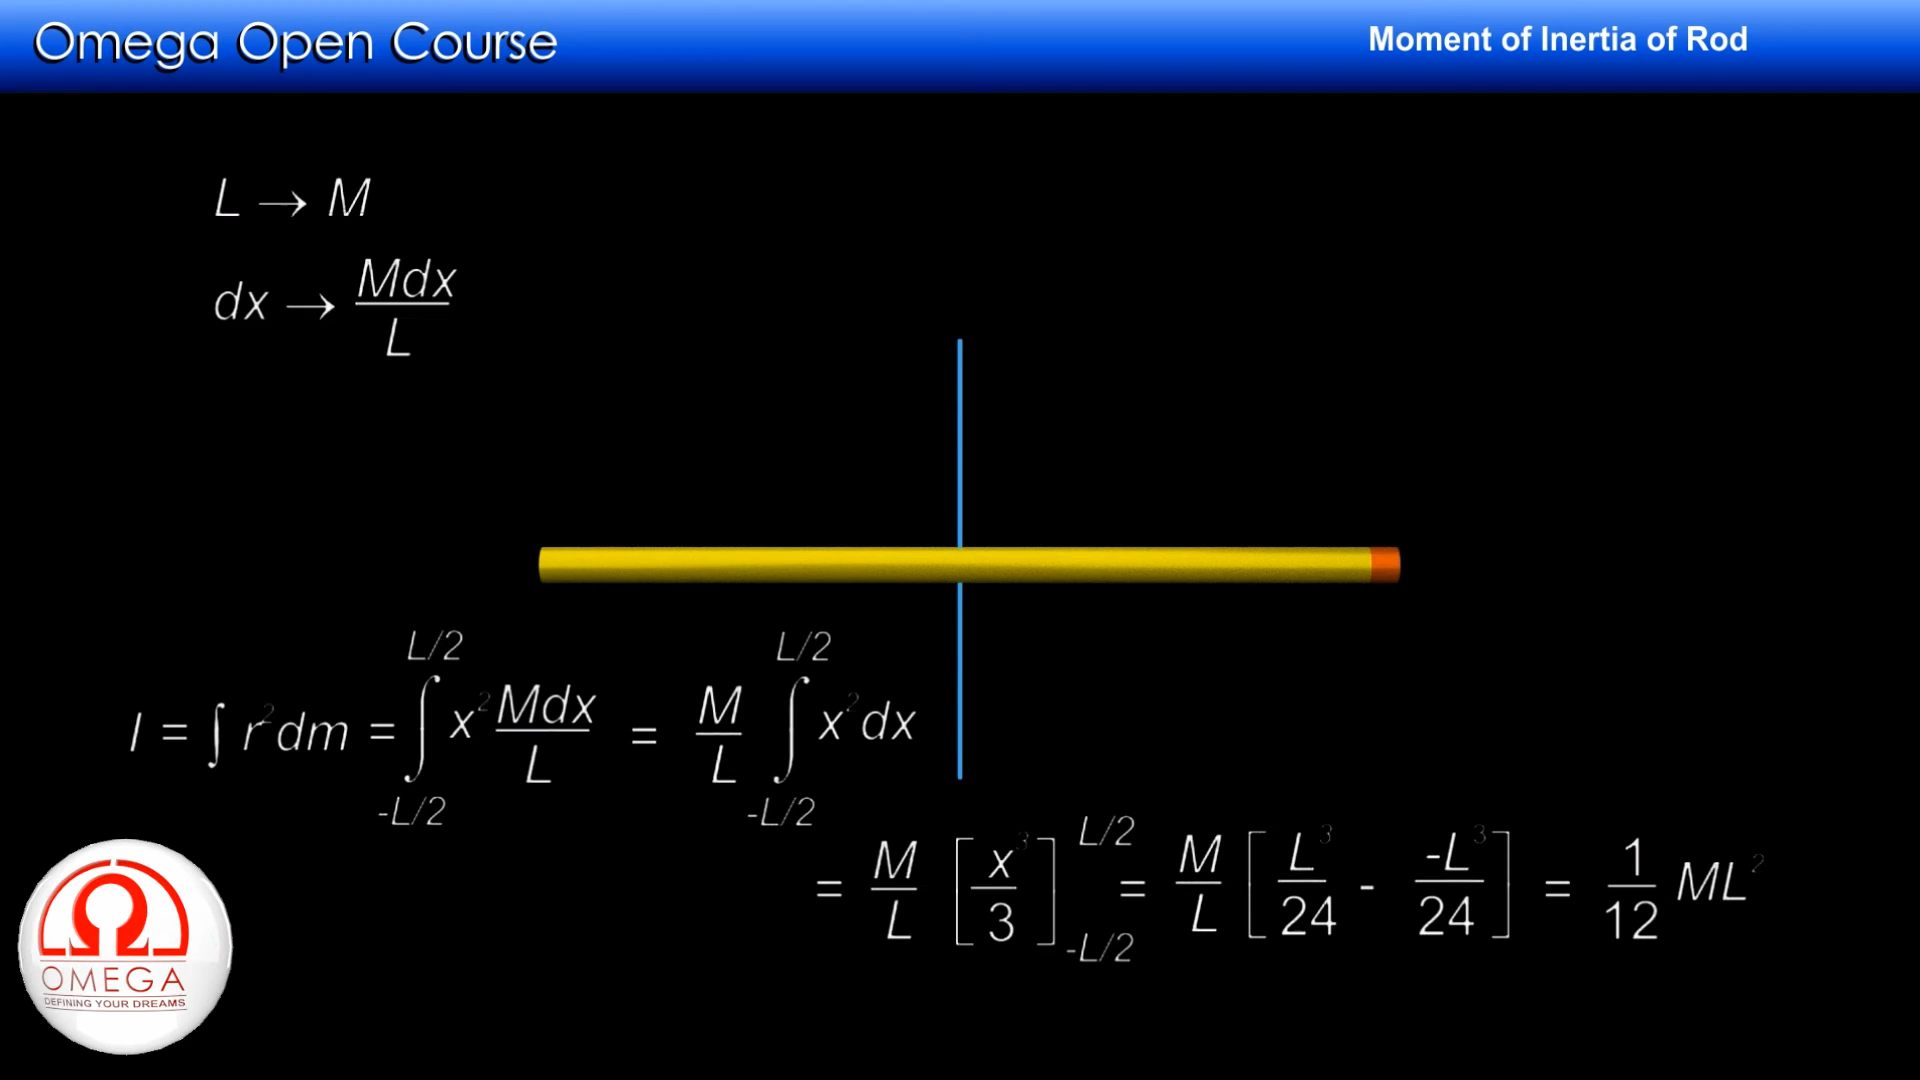 Omega Open Course
Moment of Inertia of Rod
L → M
dx → Mdx/L
I = ∫ r²dm = ∫_{-L/2}^{L/2} x² Mdx/L = M/L ∫_{-L/2}^{L/2} x² dx
= M/L [x³/3]_{-L/2}^{L/2} = M/L [L³/24 - -L³/24] = 1/12 ML²
OMEGA
DEFINING YOUR DREAMS